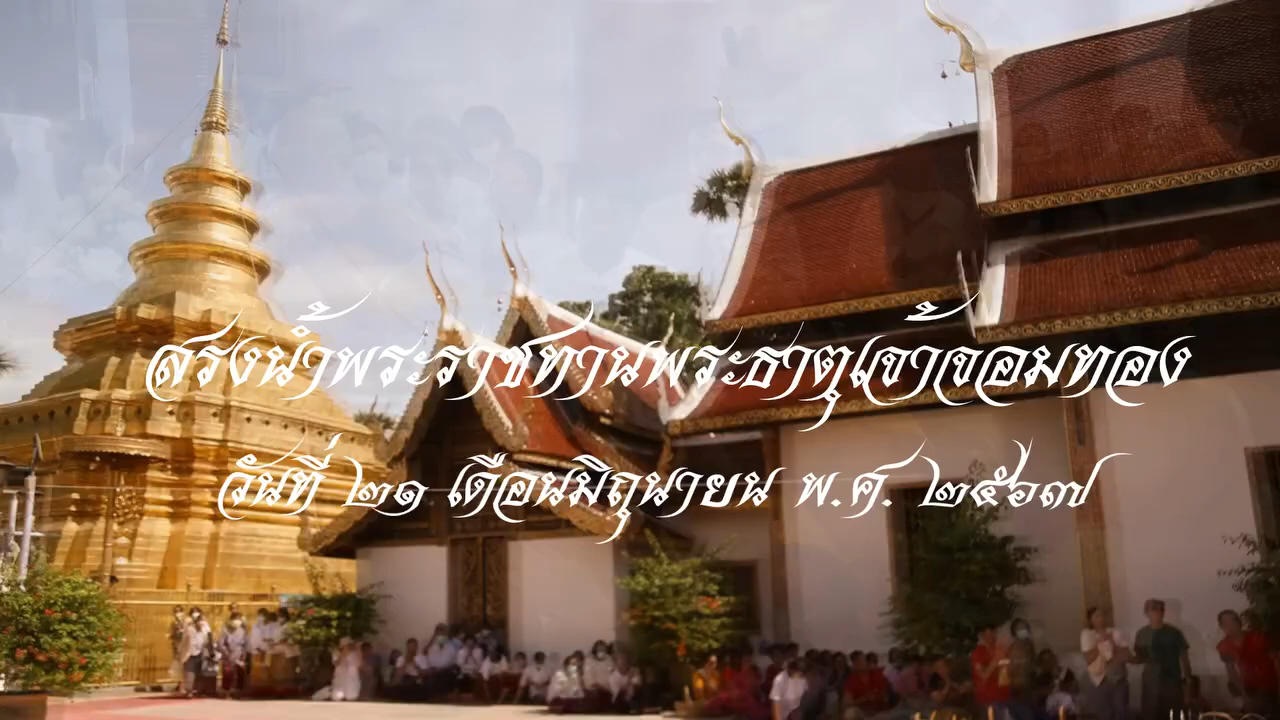 สรงน้ำพระราชทานพระธาตุเจ้าจอมทอง
วันที่ ๒๑ เดือนมิถุนายน พ.ศ. ๒๕๖๗